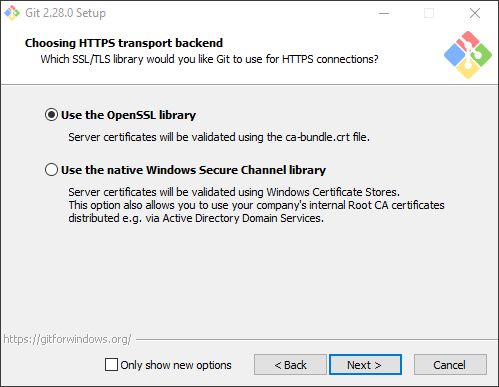 Git 2.28.0 Setup
Choosing HTTPS transport backend
Which SSL/TLS library would you like Git to use for HTTPS connections?
Use the OpenSSL library
Server certificates will be validated using the ca-bundle.crt file.
Use the native Windows Secure Channel library
Server certificates will be validated using Windows Certificate Stores.
This option also allows you to use your company's internal Root CA certificates
distributed e.g. via Active Directory Domain Services.
https://gitforwindows.org/
Only show new options
< Back
Next >
Cancel